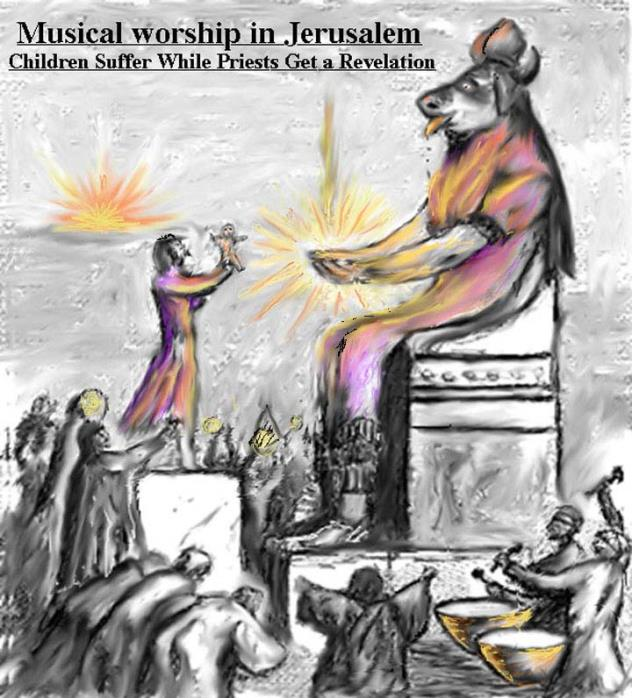 Musical worship in Jerusalem
Children Suffer While Priests Get a Revelation